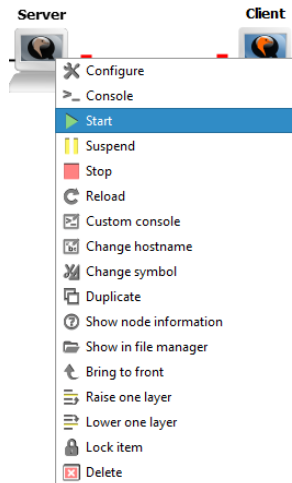 Server
Client
Configure
Console
Start
Suspend
Stop
Reload
Custom console
Change hostname
Change symbol
Duplicate
Show node information
Show in file manager
Bring to front
Raise one layer
Lower one layer
Lock item
Delete